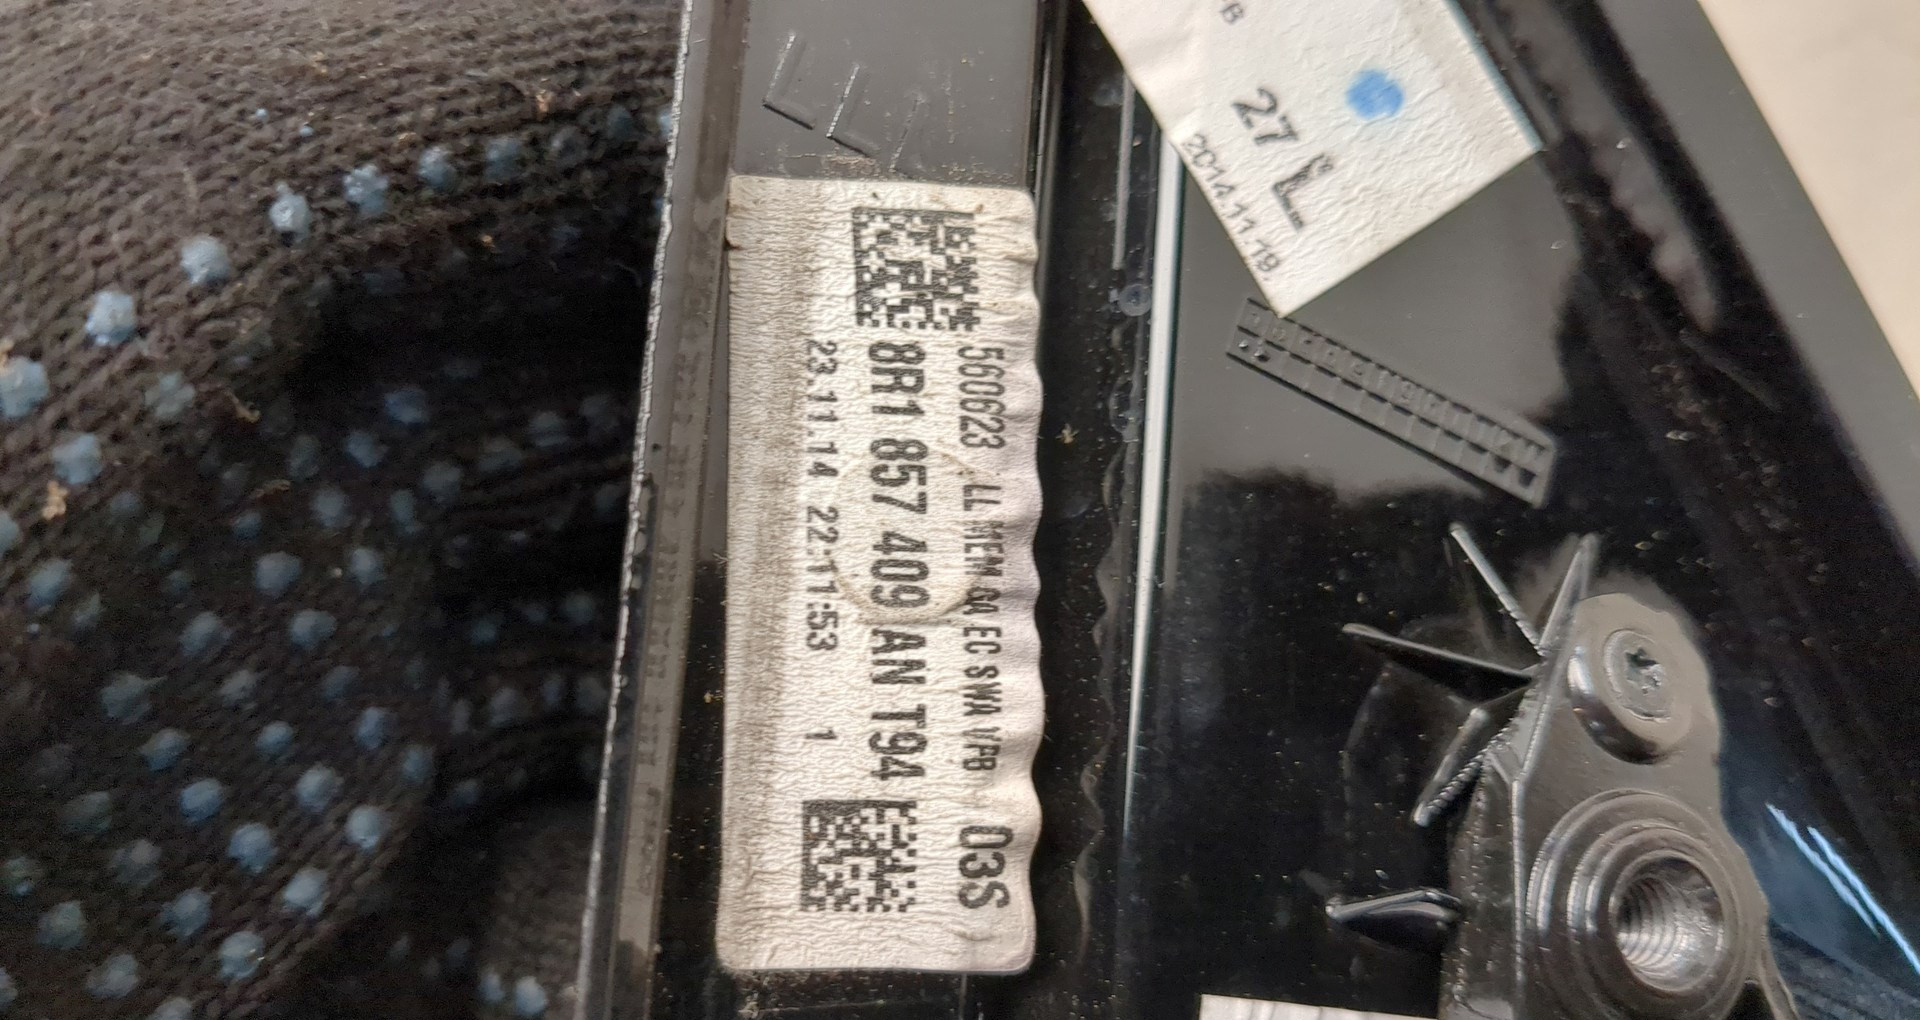 560623 LL MEM G4 EC SWA VPB 03S
8R1 857 409 AN T94
23.11.14 22:11:53 1
27 L
2014.11.19